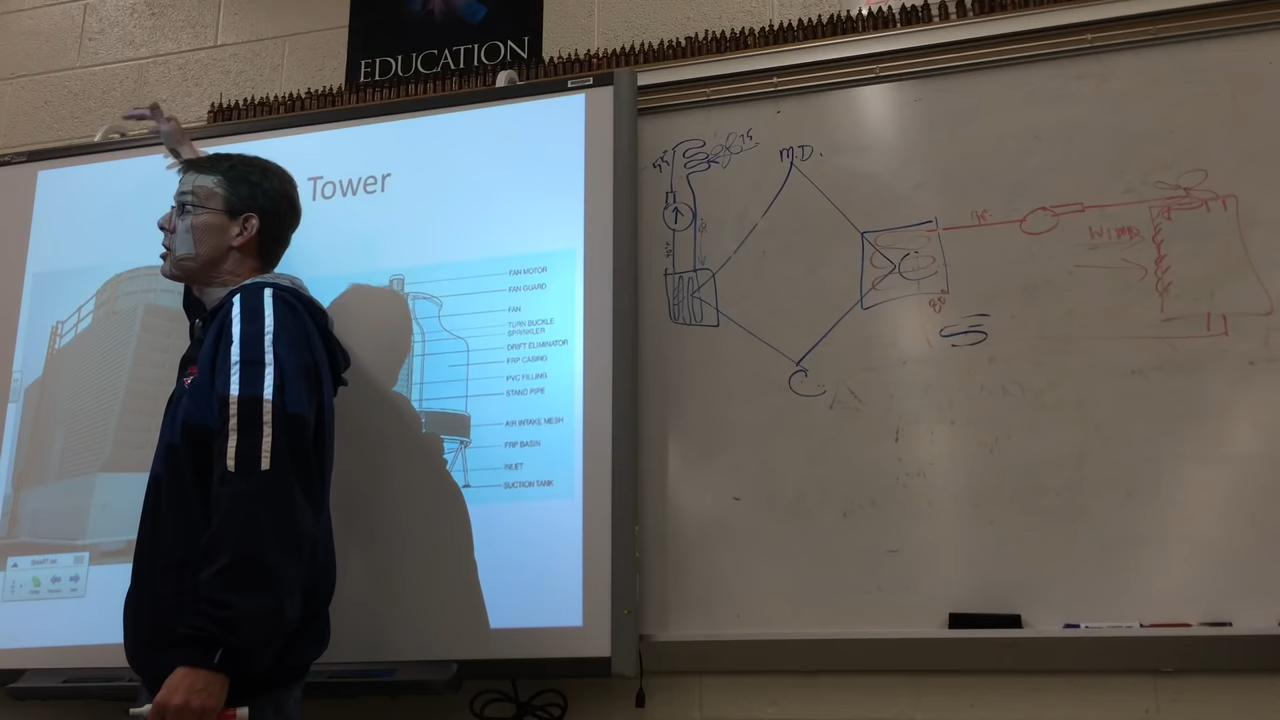 EDUCATION
Tower
FAN MOTOR
FAN GUARD
FAN
TURN BUCKLE
SPRINKLER
DRIFT ELIMINATOR
FRP CASING
PVC FILLING
STAND PIPE
AIR INTAKE MESH
FRP BASIN
INLET
SUCTION TANK
M.D.
C.
C
WIND